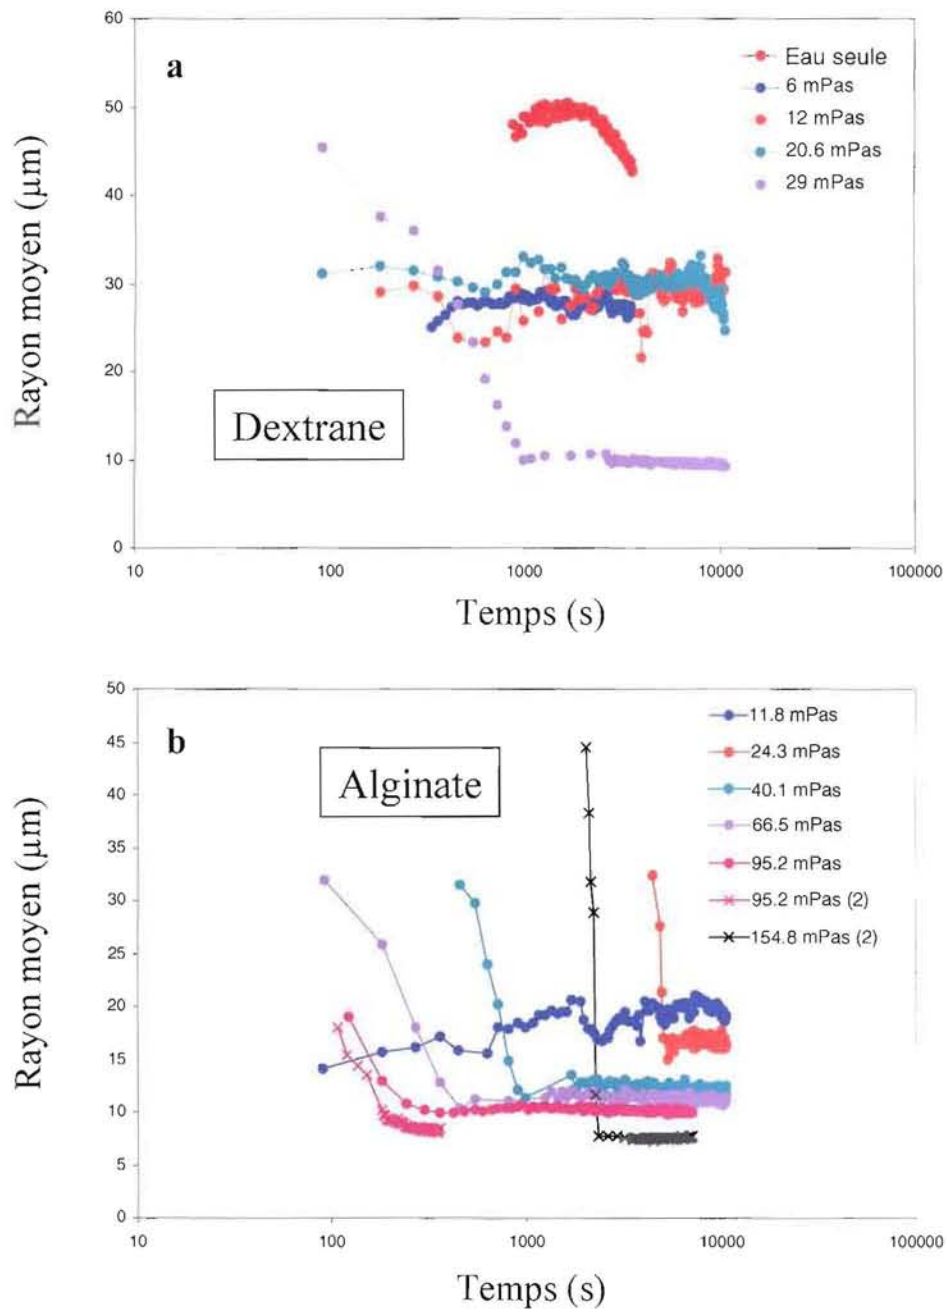 60
a
Eau seule
6 mPas
12 mPas
20.6 mPas
29 mPas
50
40
30
20
10
0
Rayon moyen (µm)
Dextrane
10
100
1000
10000
100000
Temps (s)
50
b
Alginate
11.8 mPas
24.3 mPas
40.1 mPas
66.5 mPas
95.2 mPas
95.2 mPas (2)
154.8 mPas (2)
45
40
35
30
25
20
15
10
5
0
Rayon moyen (µm)
10
100
1000
10000
100000
Temps (s)